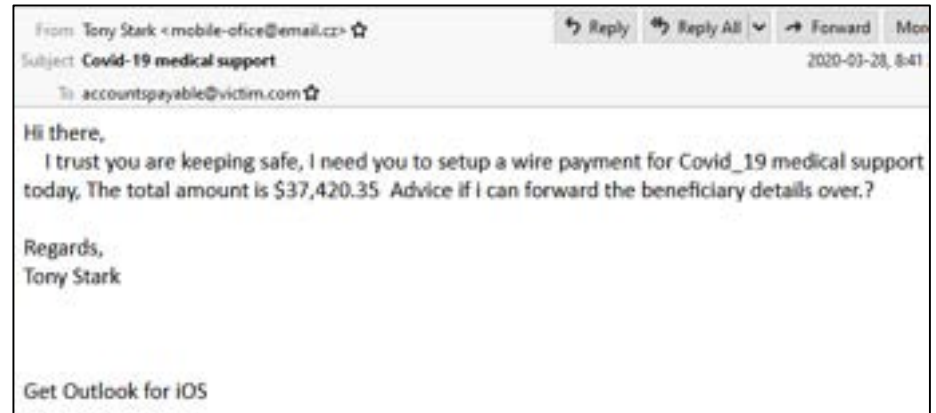 From Tony Stark <mobile-ofice@email.cz>
Reply Reply All Forward
Subject Covid-19 medical support
2020-03-28, 8:41
To accountspayable@victim.com
Hi there,
I trust you are keeping safe, I need you to setup a wire payment for Covid_19 medical support
today, The total amount is $37,420.35 Advice if i can forward the beneficiary details over.?
Regards,
Tony Stark
Get Outlook for iOS